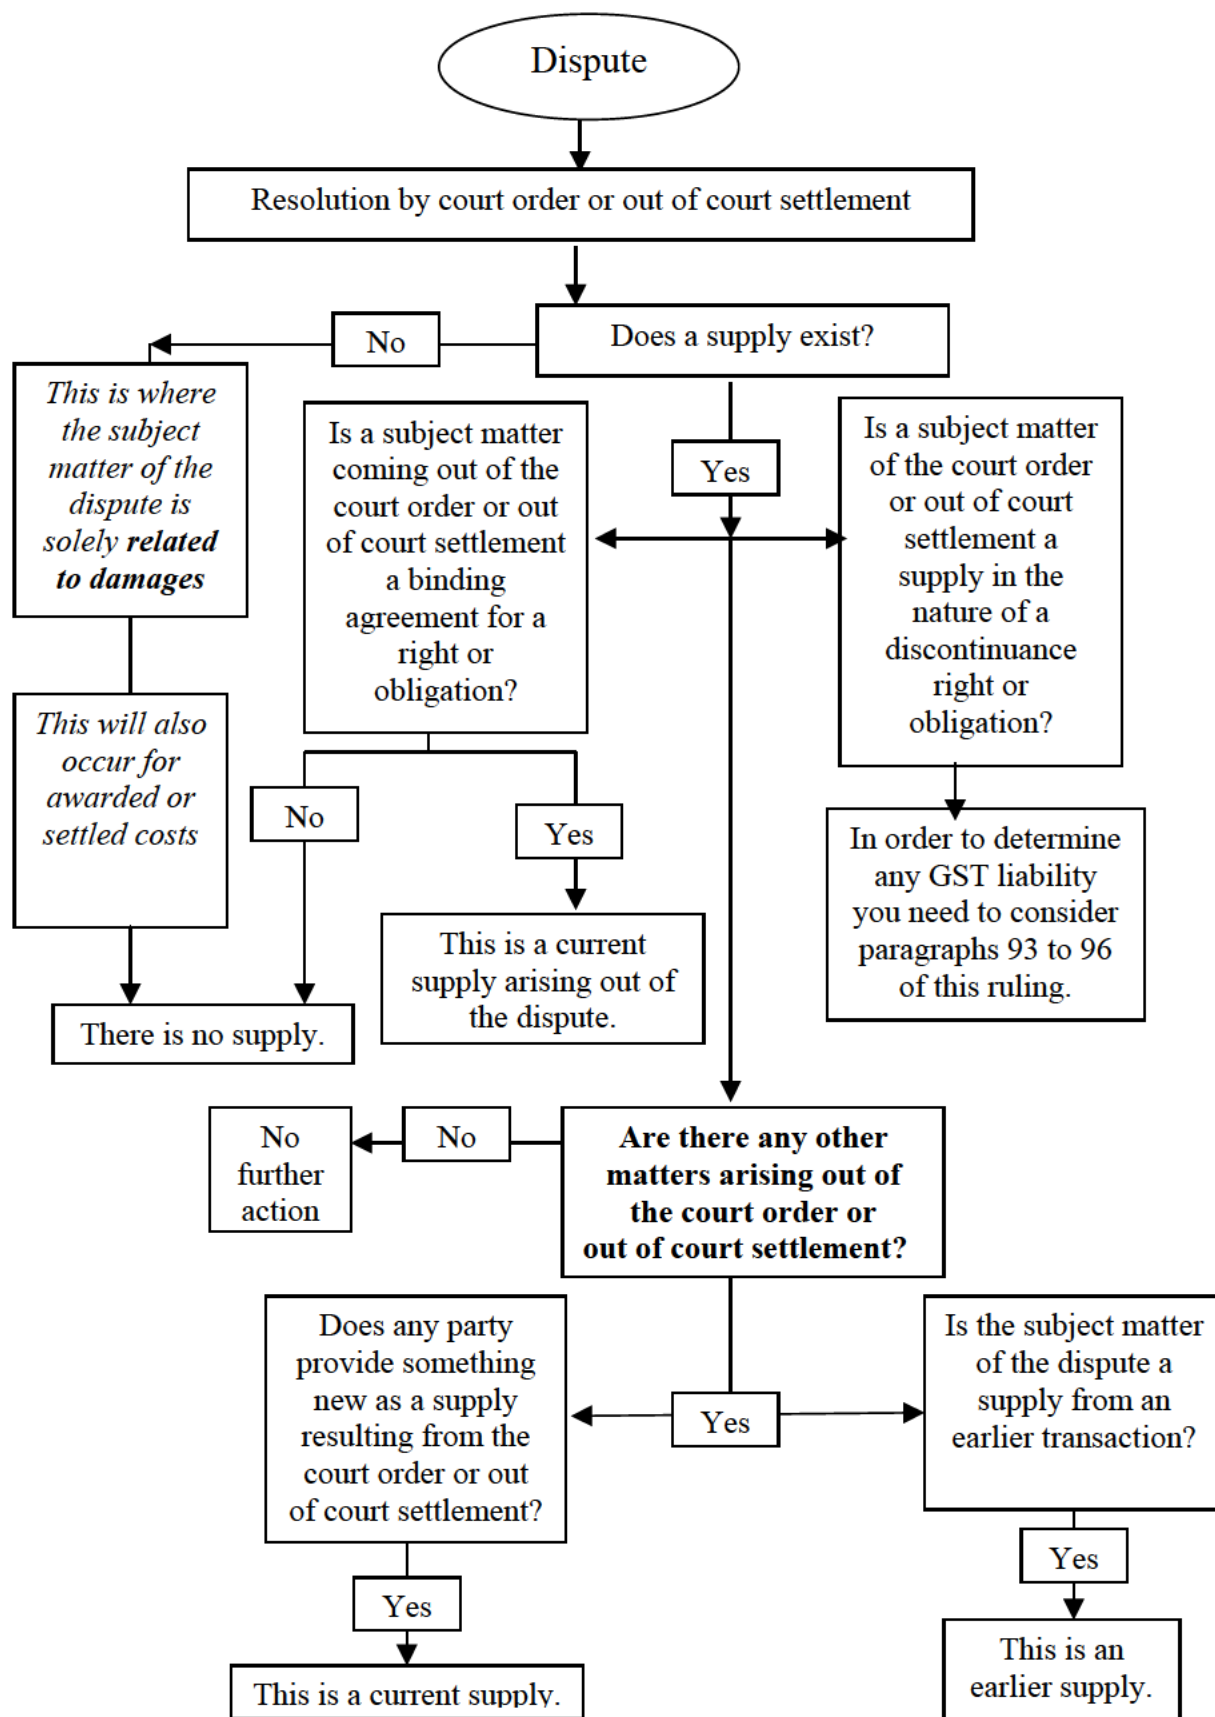 Dispute
Resolution by court order or out of court settlement
Does a supply exist?
No
This is where
the subject
matter of the
dispute is
solely related
to damages
Is a subject matter
coming out of the
court order or out
of court settlement
a binding
agreement for a
right or
obligation?
Yes
Is a subject matter
of the court order
or out of court
settlement a
supply in the
nature of a
discontinuance
right or
obligation?
This will also
occur for
awarded or
settled costs
No
Yes
In order to determine
any GST liability
you need to consider
paragraphs 93 to 96
of this ruling.
This is a current
supply arising out of
the dispute.
There is no supply.
No
further
action
No
Are there any other
matters arising out of
the court order or
out of court settlement?
Does any party
provide something
new as a supply
resulting from the
court order or out
of court settlement?
Yes
Is the subject matter
of the dispute a
supply from an
earlier transaction?
Yes
Yes
This is a current supply.
This is an
earlier supply.